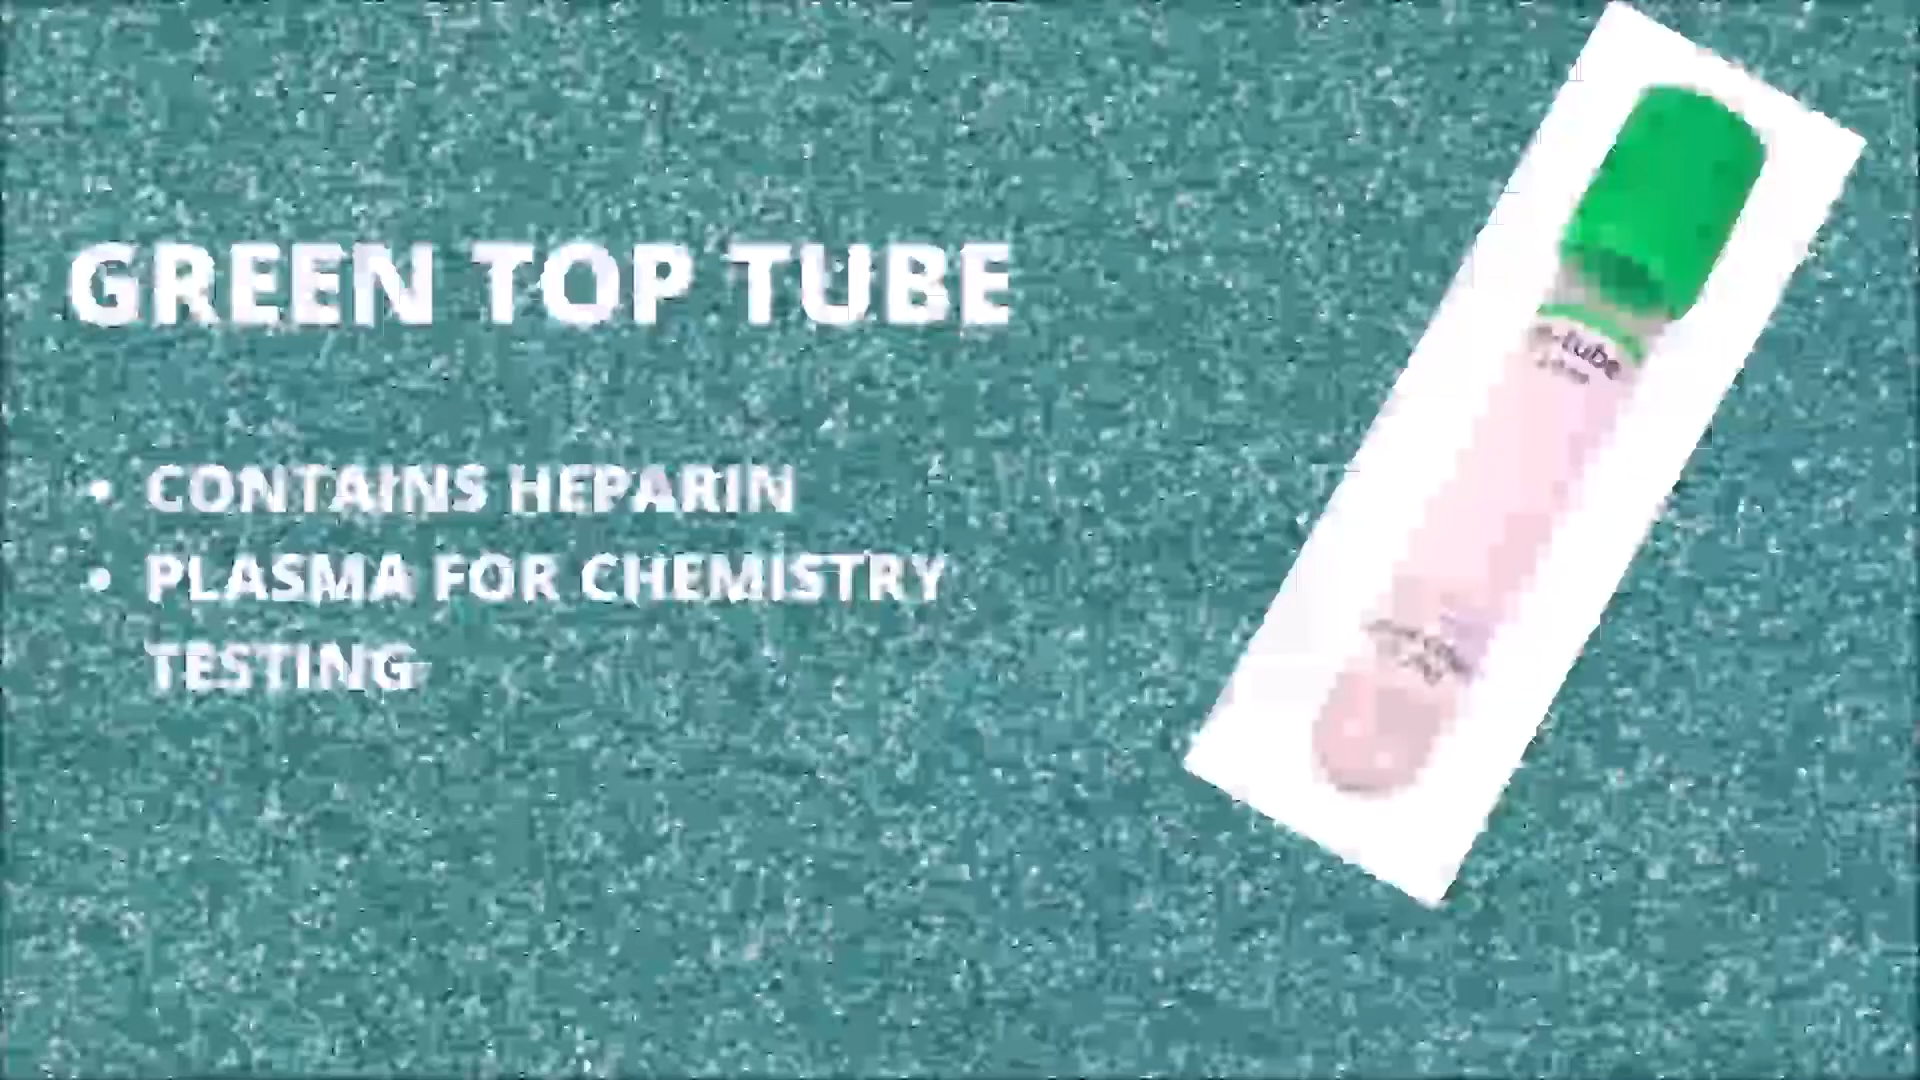 GREEN TOP TUBE
• CONTAINS HEPARIN
• PLASMA FOR CHEMISTRY
TESTING